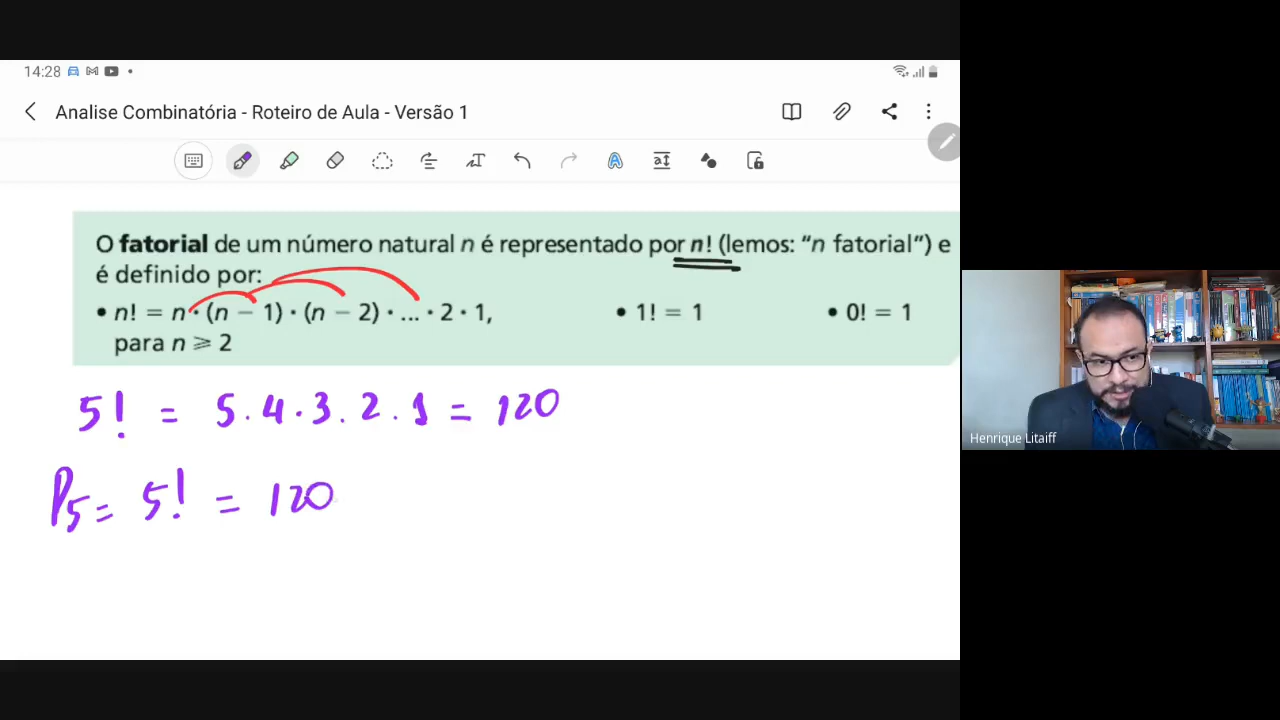 14:28
Analise Combinatória - Roteiro de Aula - Versão 1
O fatorial de um número natural n é representado por n! (lemos: “n fatorial”) e
é definido por:
• n! = n · (n − 1) · (n − 2) · ... · 2 · 1, • 1! = 1 • 0! = 1
para n ⩾ 2
5! = 5 . 4 . 3 . 2 . 1 = 120
P5 = 5! = 120
Henrique Litaiff